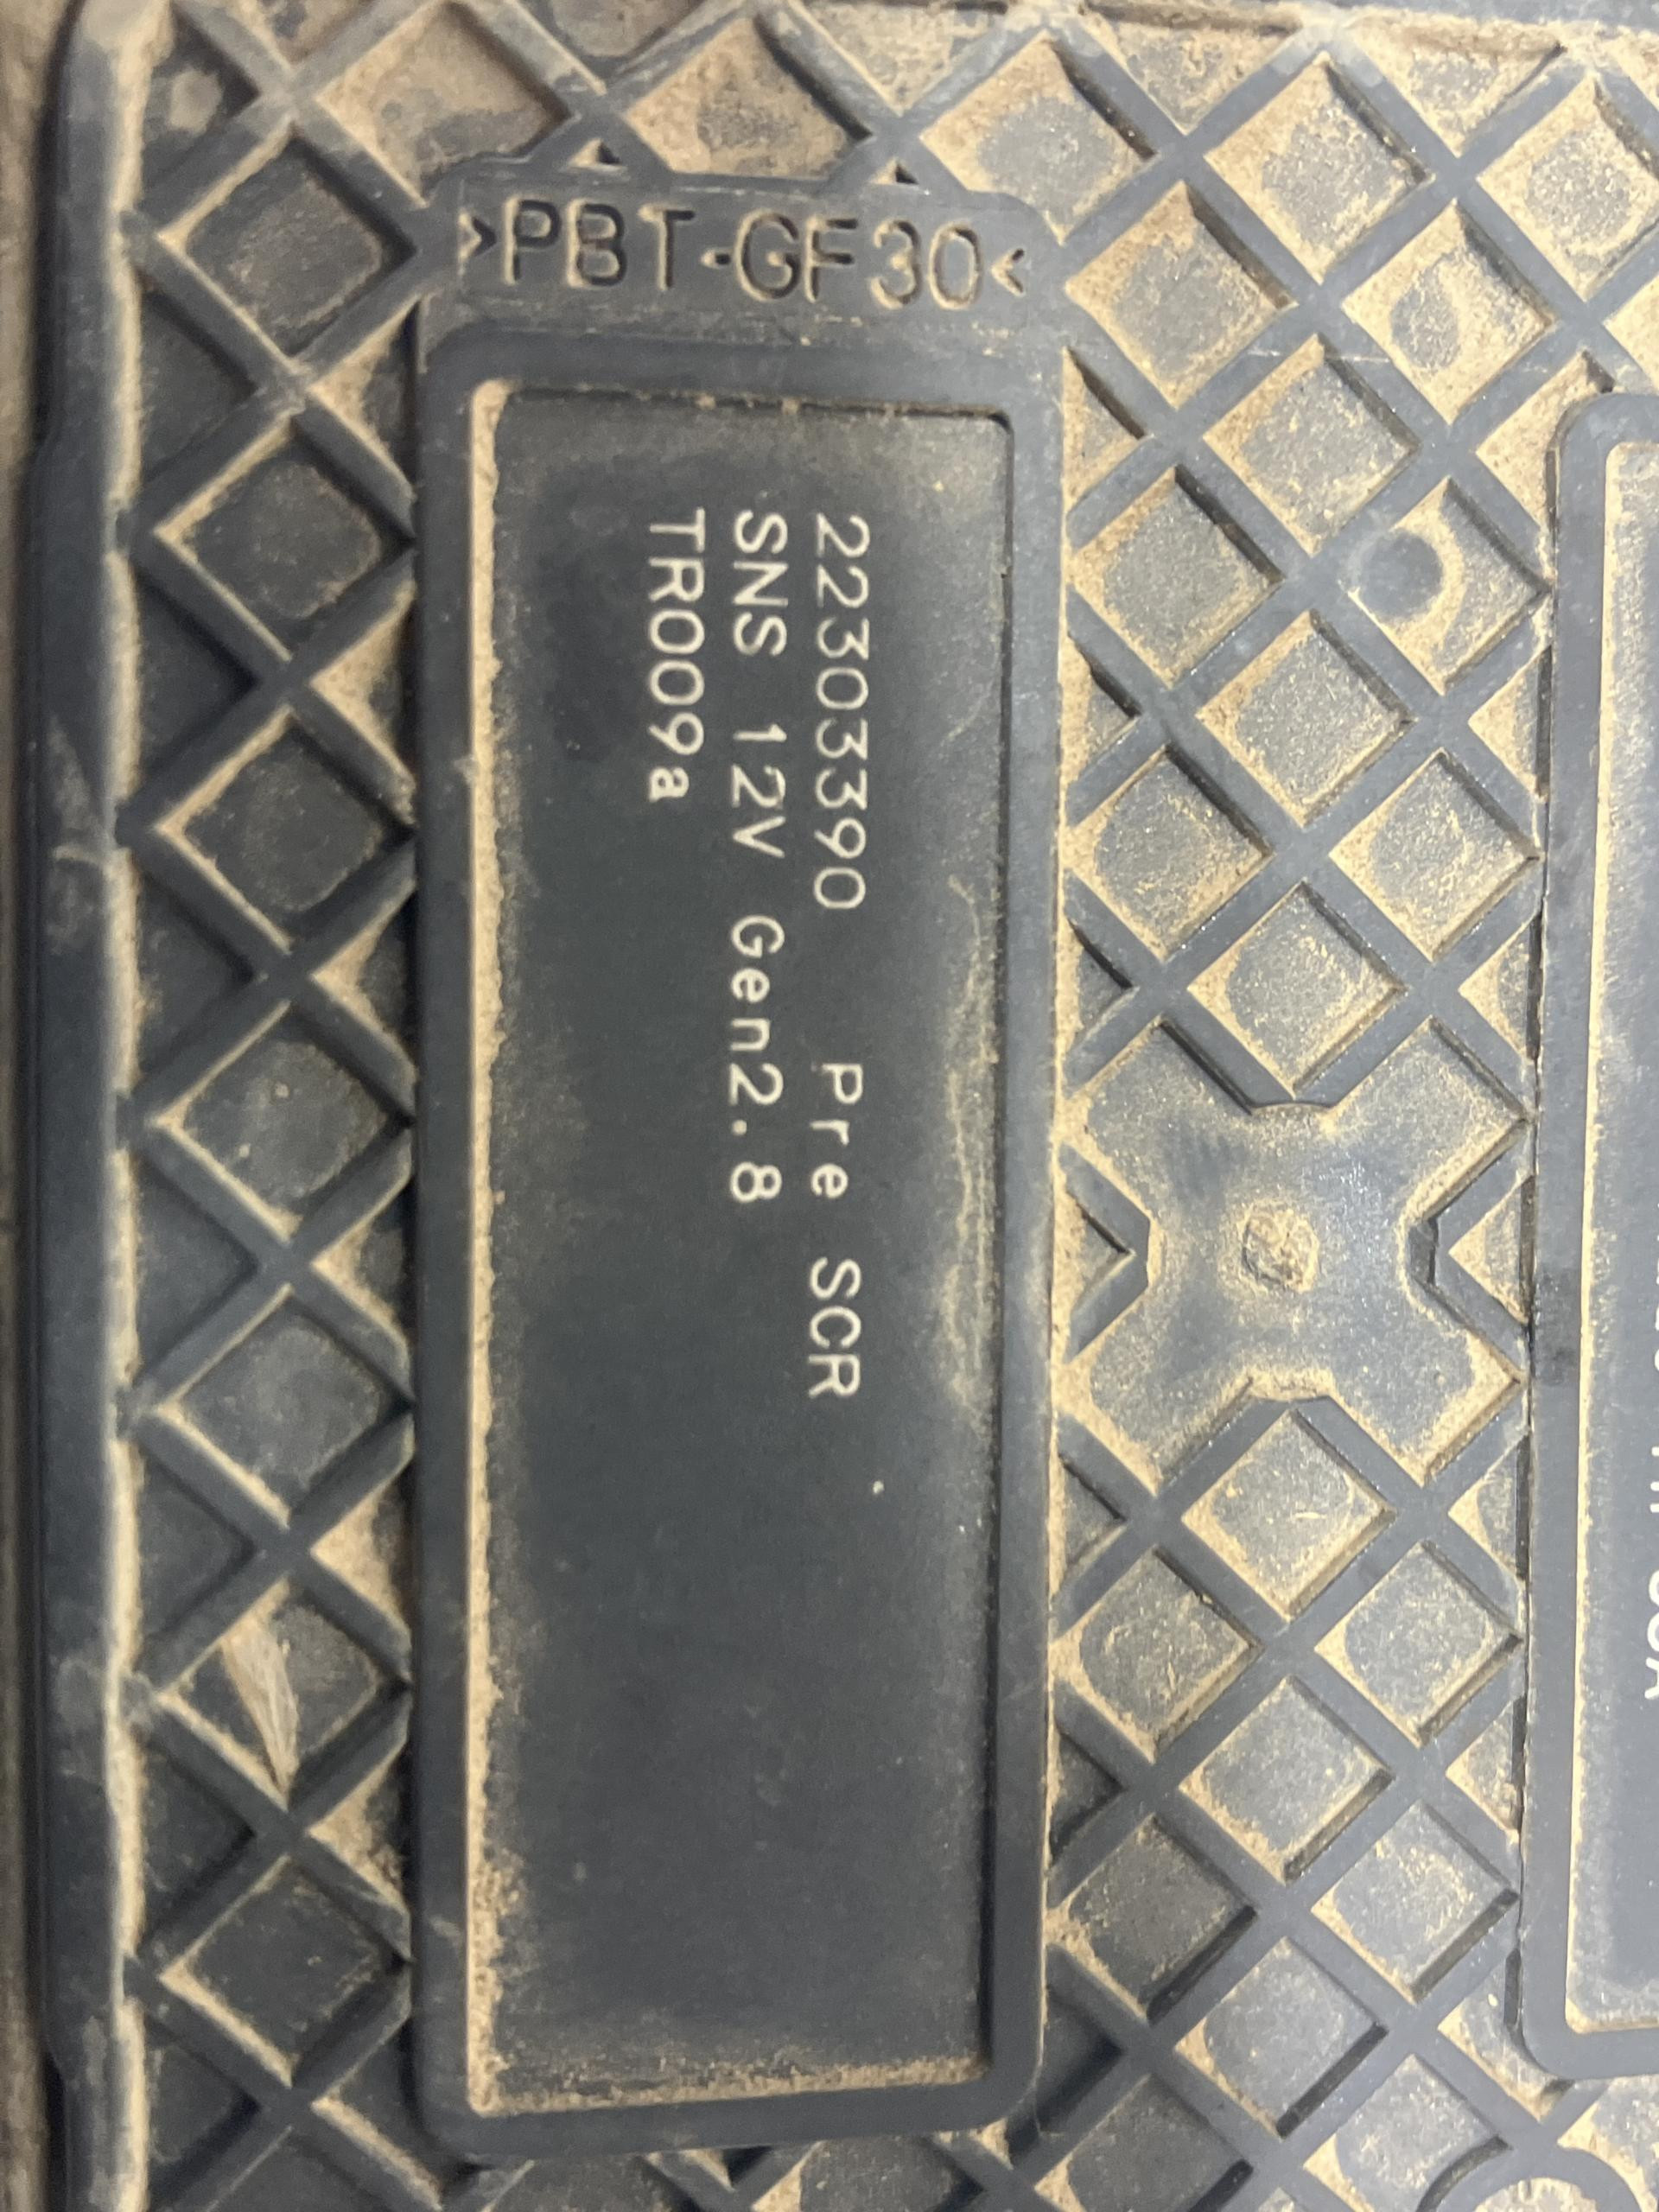 >PBT-GF30<
22303390 Pre SCR
SNS 12V Gen2.8
TR009a